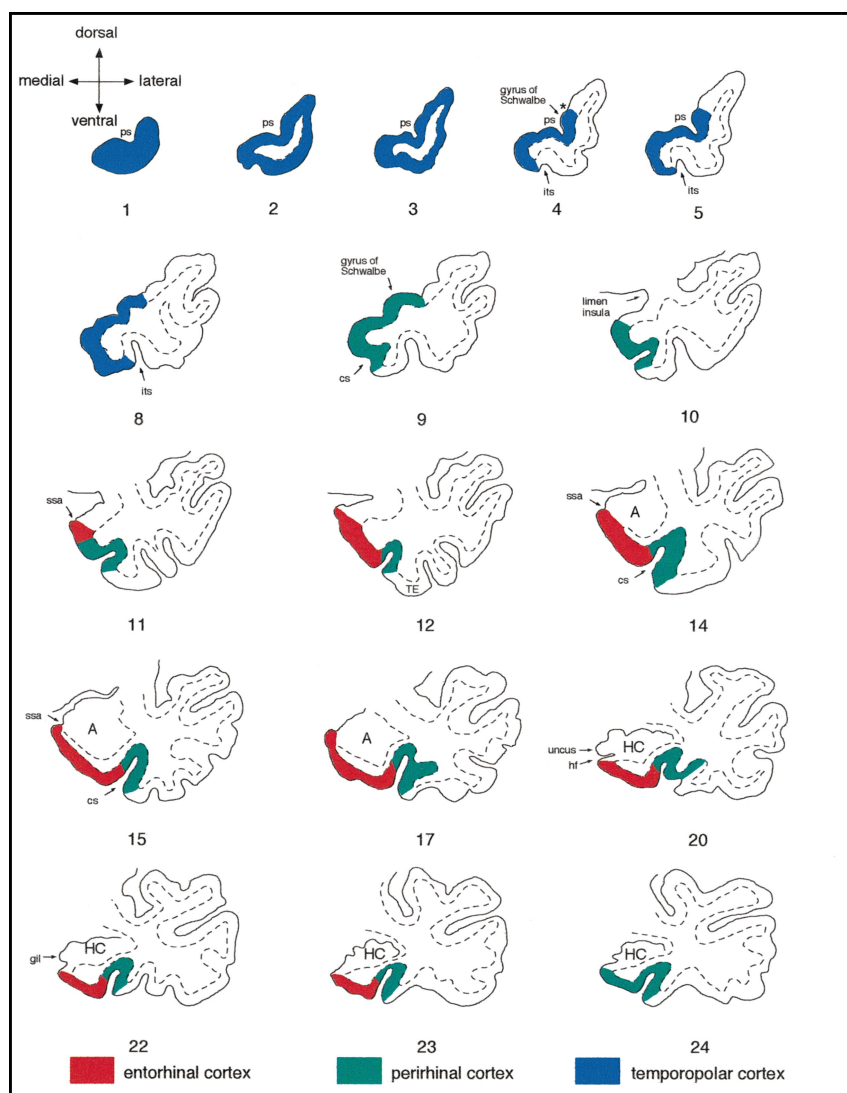 dorsal
medial
lateral
ventral
ps
1
ps
2
ps
3
gyrus of
Schwalbe
*
ps
its
4
ps
its
5
its
8
gyrus of
Schwalbe
cs
9
limen
insula
10
ssa
11
TE
12
ssa
A
cs
14
ssa
A
cs
15
A
17
uncus
HC
hf
20
gil
HC
22
HC
23
HC
24
entorhinal cortex
perirhinal cortex
temporopolar cortex